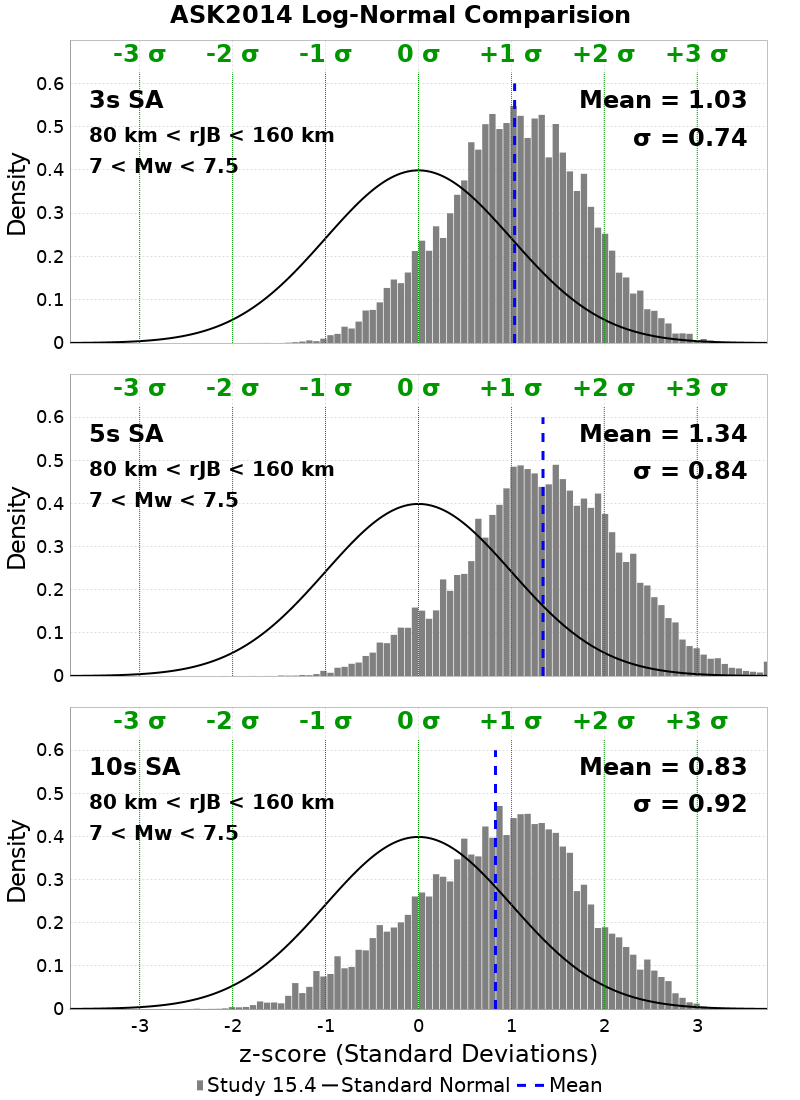 ASK2014 Log-Normal Comparision
-3 σ -2 σ -1 σ 0 σ +1 σ +2 σ +3 σ
0.6
3s SA Mean = 1.03
0.5
80 km < rJB < 160 km σ = 0.74
7 < Mw < 7.5
0.4
Density
0.3
0.2
0.1
0
-3 σ -2 σ -1 σ 0 σ +1 σ +2 σ +3 σ
0.6
5s SA Mean = 1.34
0.5
80 km < rJB < 160 km σ = 0.84
7 < Mw < 7.5
0.4
Density
0.3
0.2
0.1
0
-3 σ -2 σ -1 σ 0 σ +1 σ +2 σ +3 σ
0.6
10s SA Mean = 0.83
0.5
80 km < rJB < 160 km σ = 0.92
7 < Mw < 7.5
0.4
Density
0.3
0.2
0.1
0
-3 -2 -1 0 1 2 3
z-score (Standard Deviations)
Study 15.4 Standard Normal Mean